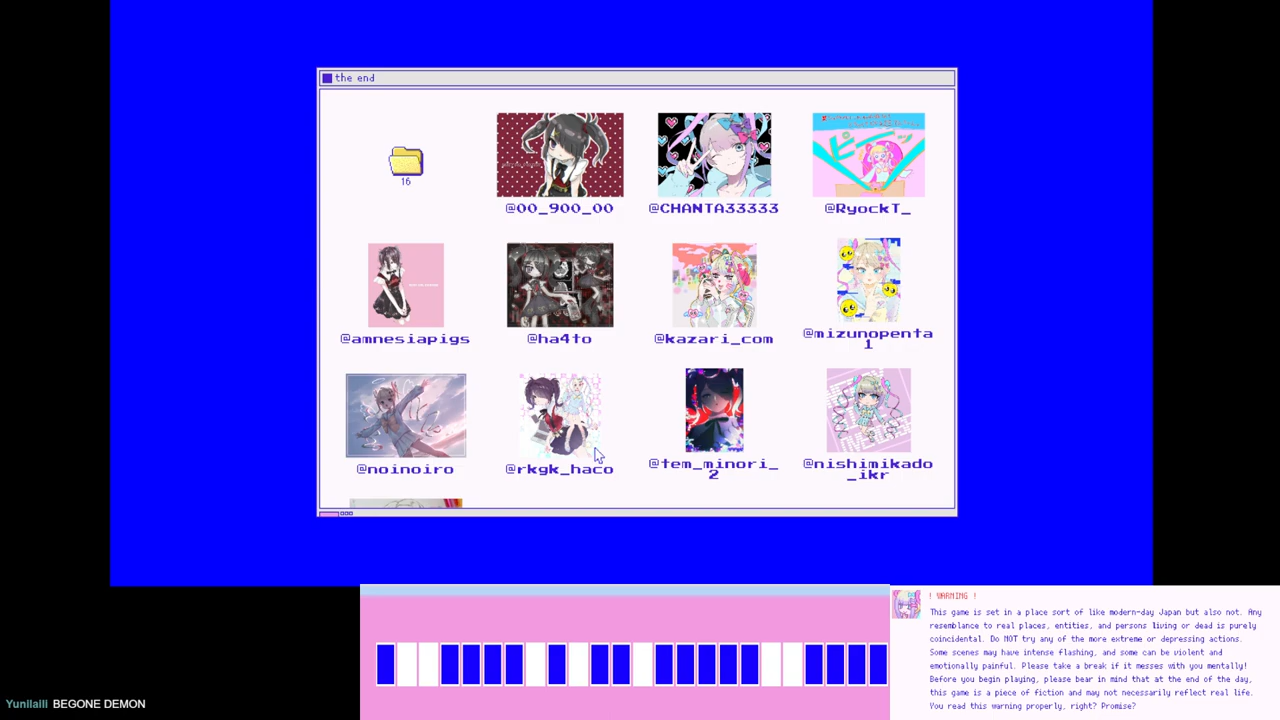 the end
16
@00_900_00
@CHANTA33333
@RyockT_
@amnesiapigs
@ha4to
@kazari_com
@mizunopenta
1
@noinoiro
@rkgk_haco
@tem_minori_
2
@nishimikado
_ikr
! WARNING !
This game is set in a place sort of like modern-day Japan but also not. Any
resemblance to real places, entities, and persons living or dead is purely
coincidental. Do NOT try any of the more extreme or depressing actions.
Some scenes may have intense flashing, and some can be violent and
emotionally painful. Please take a break if it messes with you mentally!
Before you begin playing, please bear in mind that at the end of the day,
this game is a piece of fiction and may not necessarily reflect real life.
You read this warning properly, right? Promise?
Yunilalli BEGONE DEMON